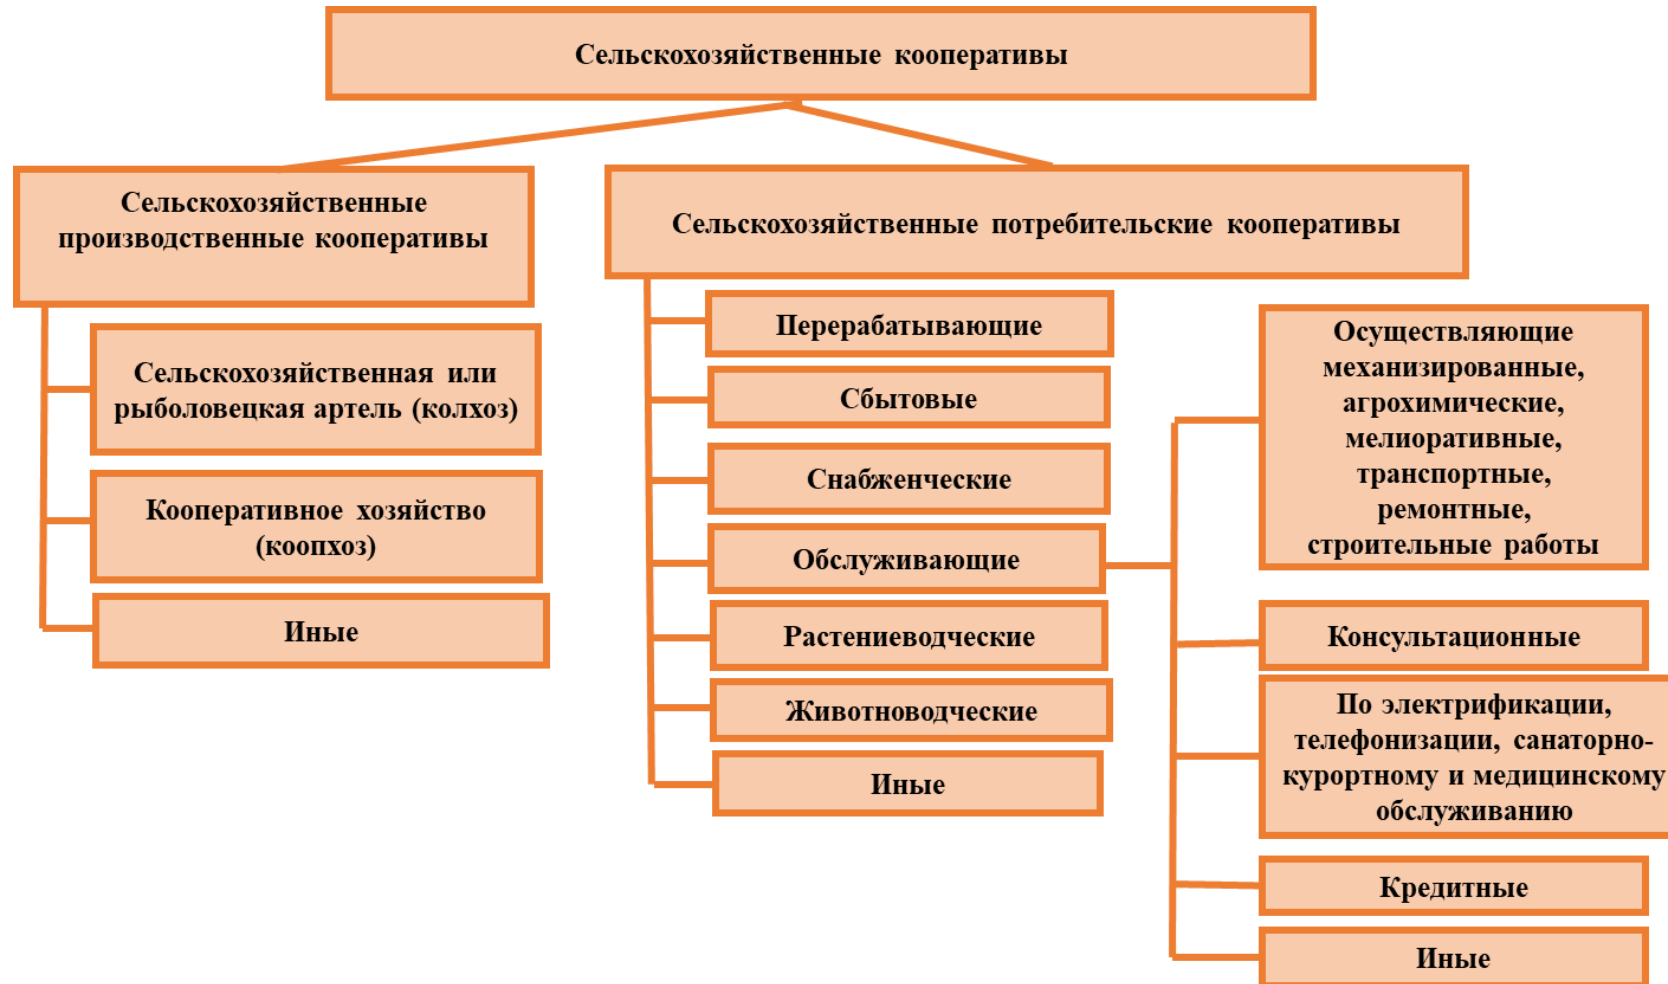 Сельскохозяйственные кооперативы
Сельскохозяйственные
производственные кооперативы
Сельскохозяйственная или
рыболовецкая артель (колхоз)
Кооперативное хозяйство
(коопхоз)
Иные
Сельскохозяйственные потребительские кооперативы
Перерабатывающие
Сбытовые
Снабженческие
Обслуживающие
Растениеводческие
Животноводческие
Иные
Осуществляющие
механизированные,
агрохимические,
мелиоративные,
транспортные,
ремонтные,
строительные работы
Консультационные
По электрификации,
телефонизации, санаторно-
курортному и медицинскому
обслуживанию
Кредитные
Иные